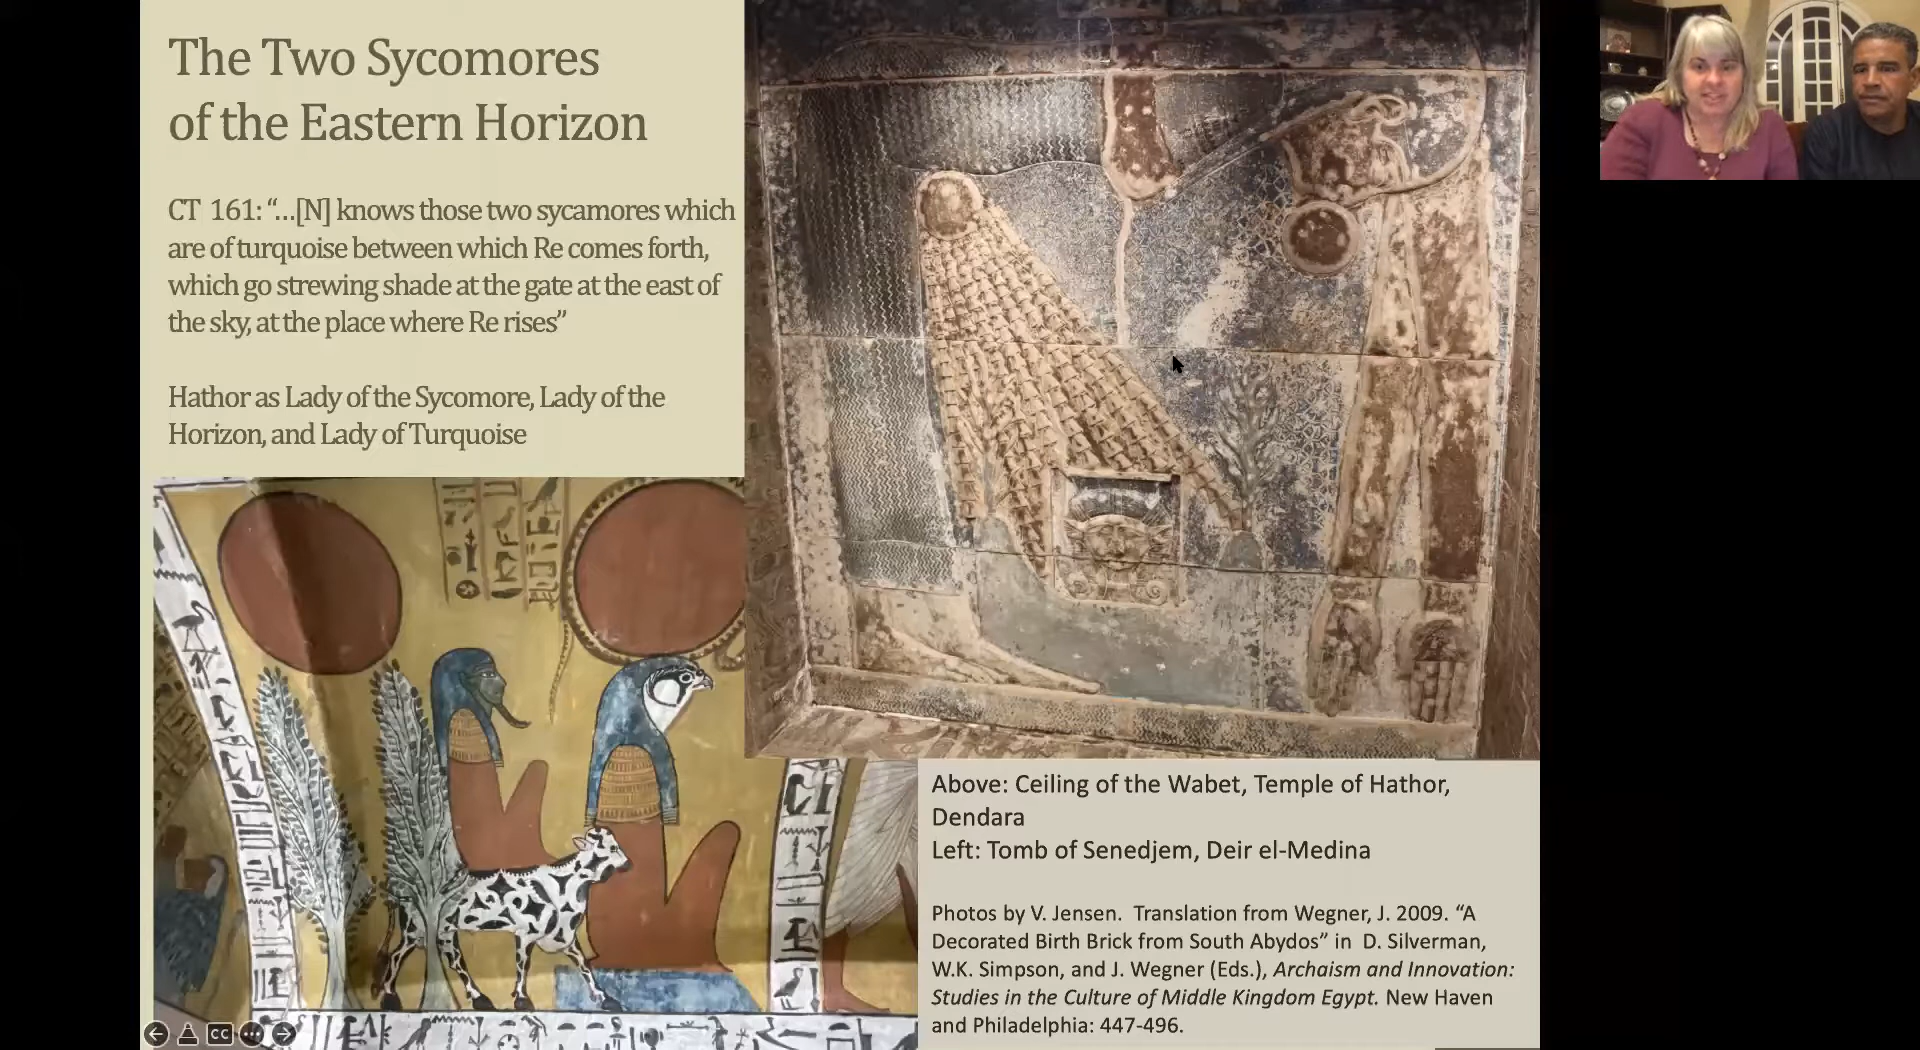 The Two Sycomores
of the Eastern Horizon
CT 161: “…[N] knows those two sycamores which
are of turquoise between which Re comes forth,
which go strewing shade at the gate at the east of
the sky, at the place where Re rises”
Hathor as Lady of the Sycomore, Lady of the
Horizon, and Lady of Turquoise
Above: Ceiling of the Wabet, Temple of Hathor,
Dendara
Left: Tomb of Senedjem, Deir el-Medina
Photos by V. Jensen. Translation from Wegner, J. 2009. “A
Decorated Birth Brick from South Abydos” in D. Silverman,
W.K. Simpson, and J. Wegner (Eds.), Archaism and Innovation:
Studies in the Culture of Middle Kingdom Egypt. New Haven
and Philadelphia: 447-496.
CC